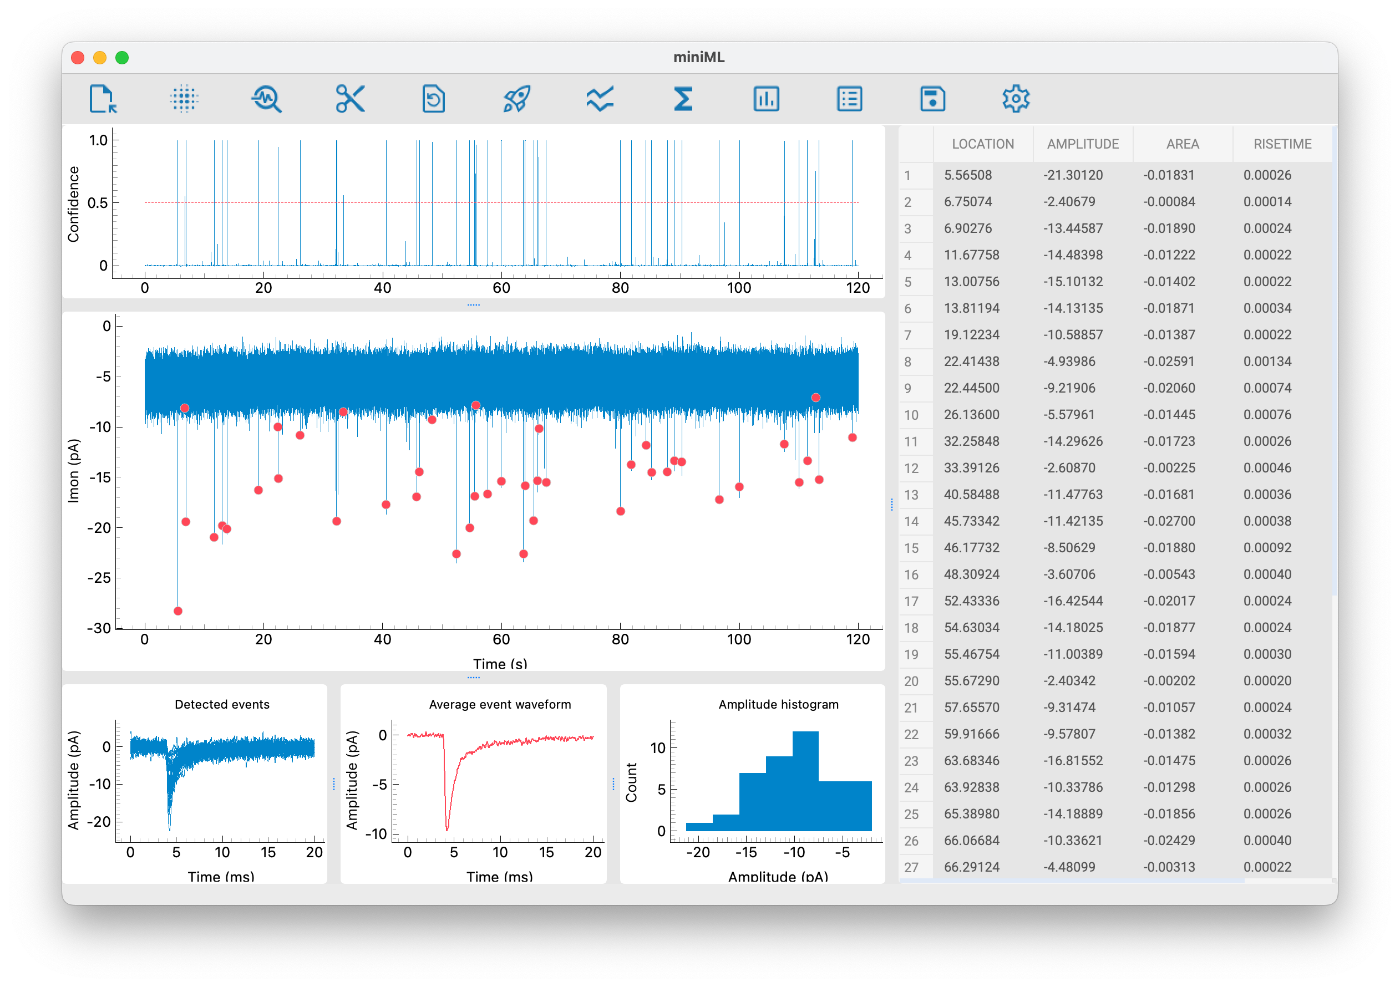 miniML
1.0
0.5
0
Confidence
0 20 40 60 80 100 120
0
-5
-10
-15
-20
-25
-30
Imon (pA)
0 20 40 60 80 100 120
Time (s)
Detected events
0
-10
-20
Amplitude (pA)
0 5 10 15 20
Time (ms)
Average event waveform
0
-5
-10
Amplitude (pA)
0 5 10 15 20
Time (ms)
Amplitude histogram
10
5
0
Count
-20 -15 -10 -5
Amplitude (pA)
LOCATION AMPLITUDE AREA RISETIME
1 5.56508 -21.30120 -0.01831 0.00026
2 6.75074 -2.40679 -0.00084 0.00014
3 6.90276 -13.44587 -0.01890 0.00024
4 11.67758 -14.48398 -0.01222 0.00022
5 13.00756 -15.10132 -0.01402 0.00022
6 13.81194 -14.13135 -0.01871 0.00034
7 19.12234 -10.58857 -0.01387 0.00022
8 22.41438 -4.93986 -0.02591 0.00134
9 22.44500 -9.21906 -0.02060 0.00074
10 26.13600 -5.57961 -0.01445 0.00076
11 32.25848 -14.29626 -0.01723 0.00026
12 33.39126 -2.60870 -0.00225 0.00046
13 40.58488 -11.47763 -0.01681 0.00036
14 45.73342 -11.42135 -0.02700 0.00038
15 46.17732 -8.50629 -0.01880 0.00092
16 48.30924 -3.60706 -0.00543 0.00040
17 52.43336 -16.42544 -0.02017 0.00024
18 54.63034 -14.18025 -0.01877 0.00024
19 55.46754 -11.00389 -0.01594 0.00030
20 55.67290 -2.40342 -0.00202 0.00020
21 57.65570 -9.31474 -0.01057 0.00024
22 59.91666 -9.57807 -0.01382 0.00032
23 63.68346 -16.81552 -0.01475 0.00026
24 63.92838 -10.33786 -0.01298 0.00026
25 65.38980 -14.18889 -0.01856 0.00026
26 66.06684 -10.33621 -0.02429 0.00040
27 66.29124 -4.48099 -0.00313 0.00022